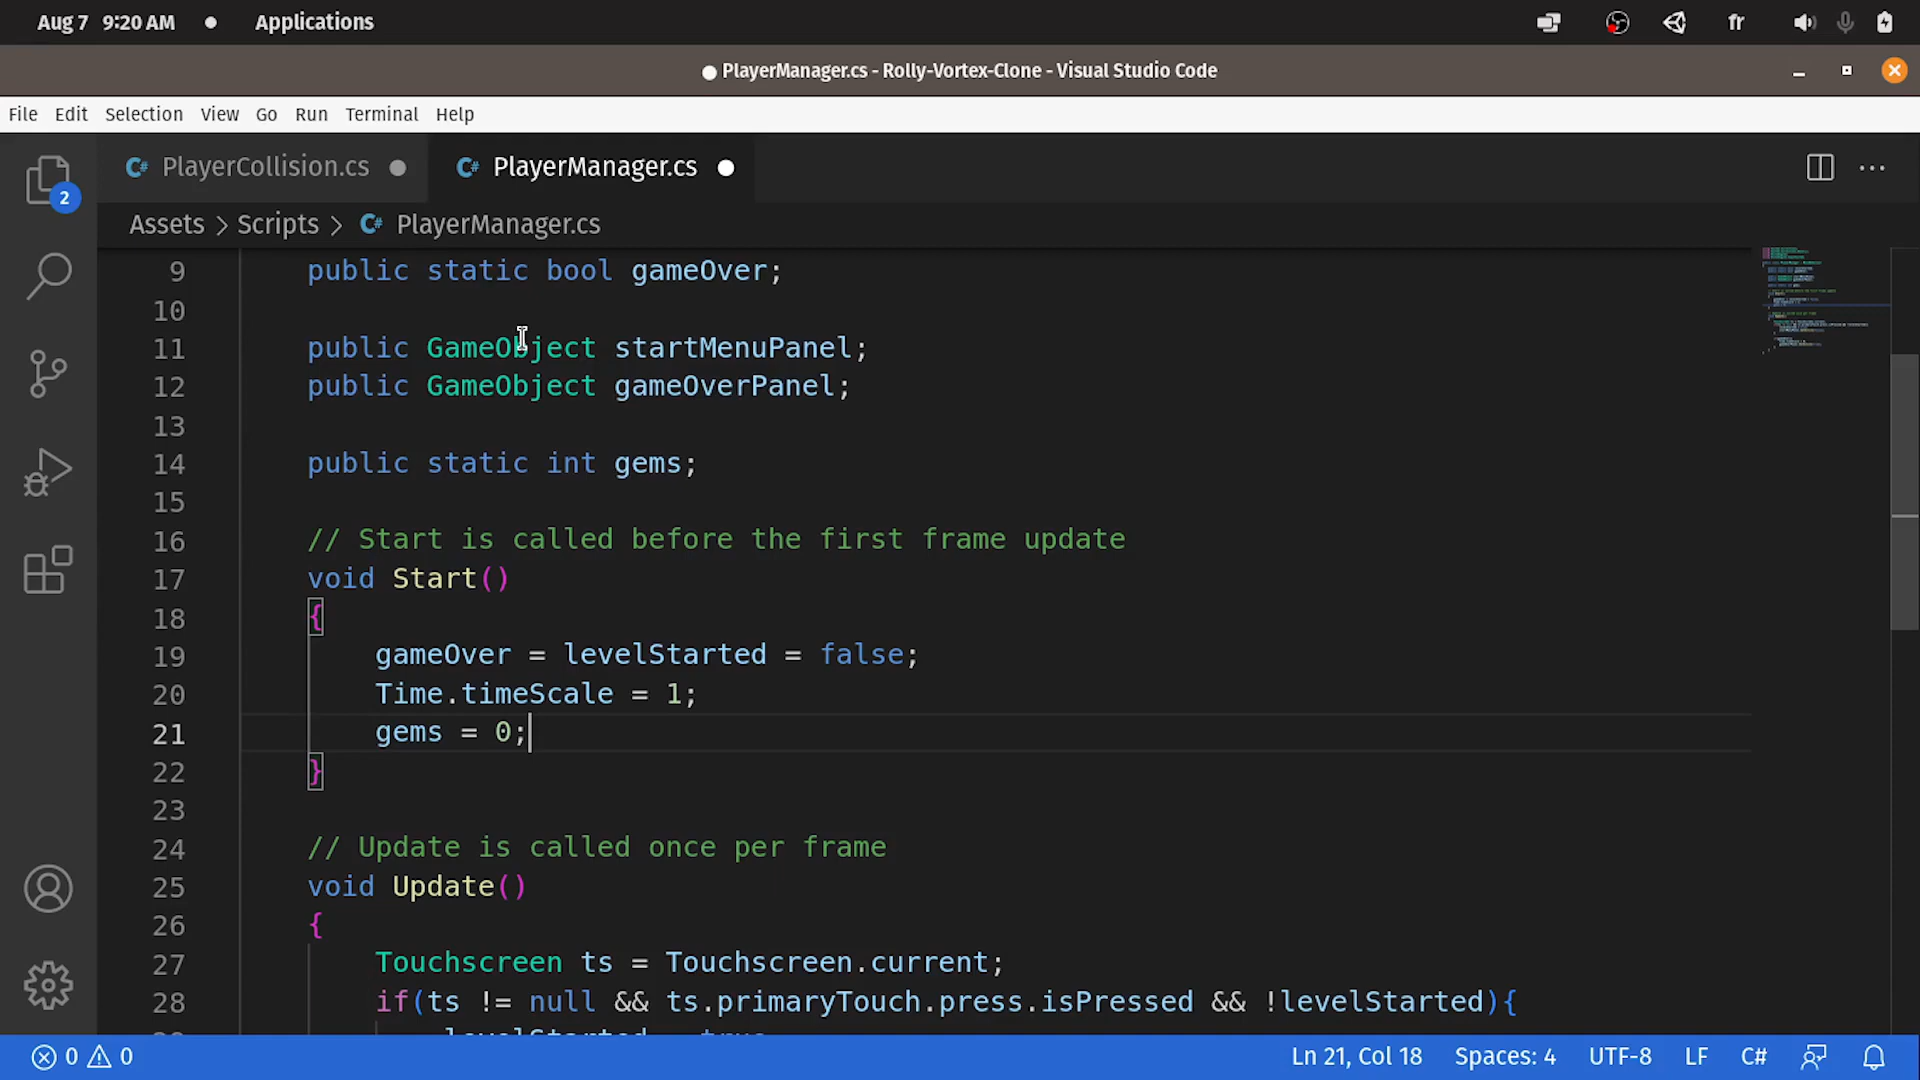 Aug 7 9:20 AM Applications fr
PlayerManager.cs - Rolly-Vortex-Clone - Visual Studio Code
File Edit Selection View Go Run Terminal Help
2 C# PlayerCollision.cs C# PlayerManager.cs ...
Assets > Scripts > C# PlayerManager.cs
9 public static bool gameOver;
10
11 public GameObject startMenuPanel;
12 public GameObject gameOverPanel;
13
14 public static int gems;
15
16 // Start is called before the first frame update
17 void Start()
18 {
19 gameOver = levelStarted = false;
20 Time.timeScale = 1;
21 gems = 0;
22 }
23
24 // Update is called once per frame
25 void Update()
26 {
27 Touchscreen ts = Touchscreen.current;
28 if(ts != null && ts.primaryTouch.press.isPressed && !levelStarted){
0 0 Ln 21, Col 18 Spaces: 4 UTF-8 LF C#